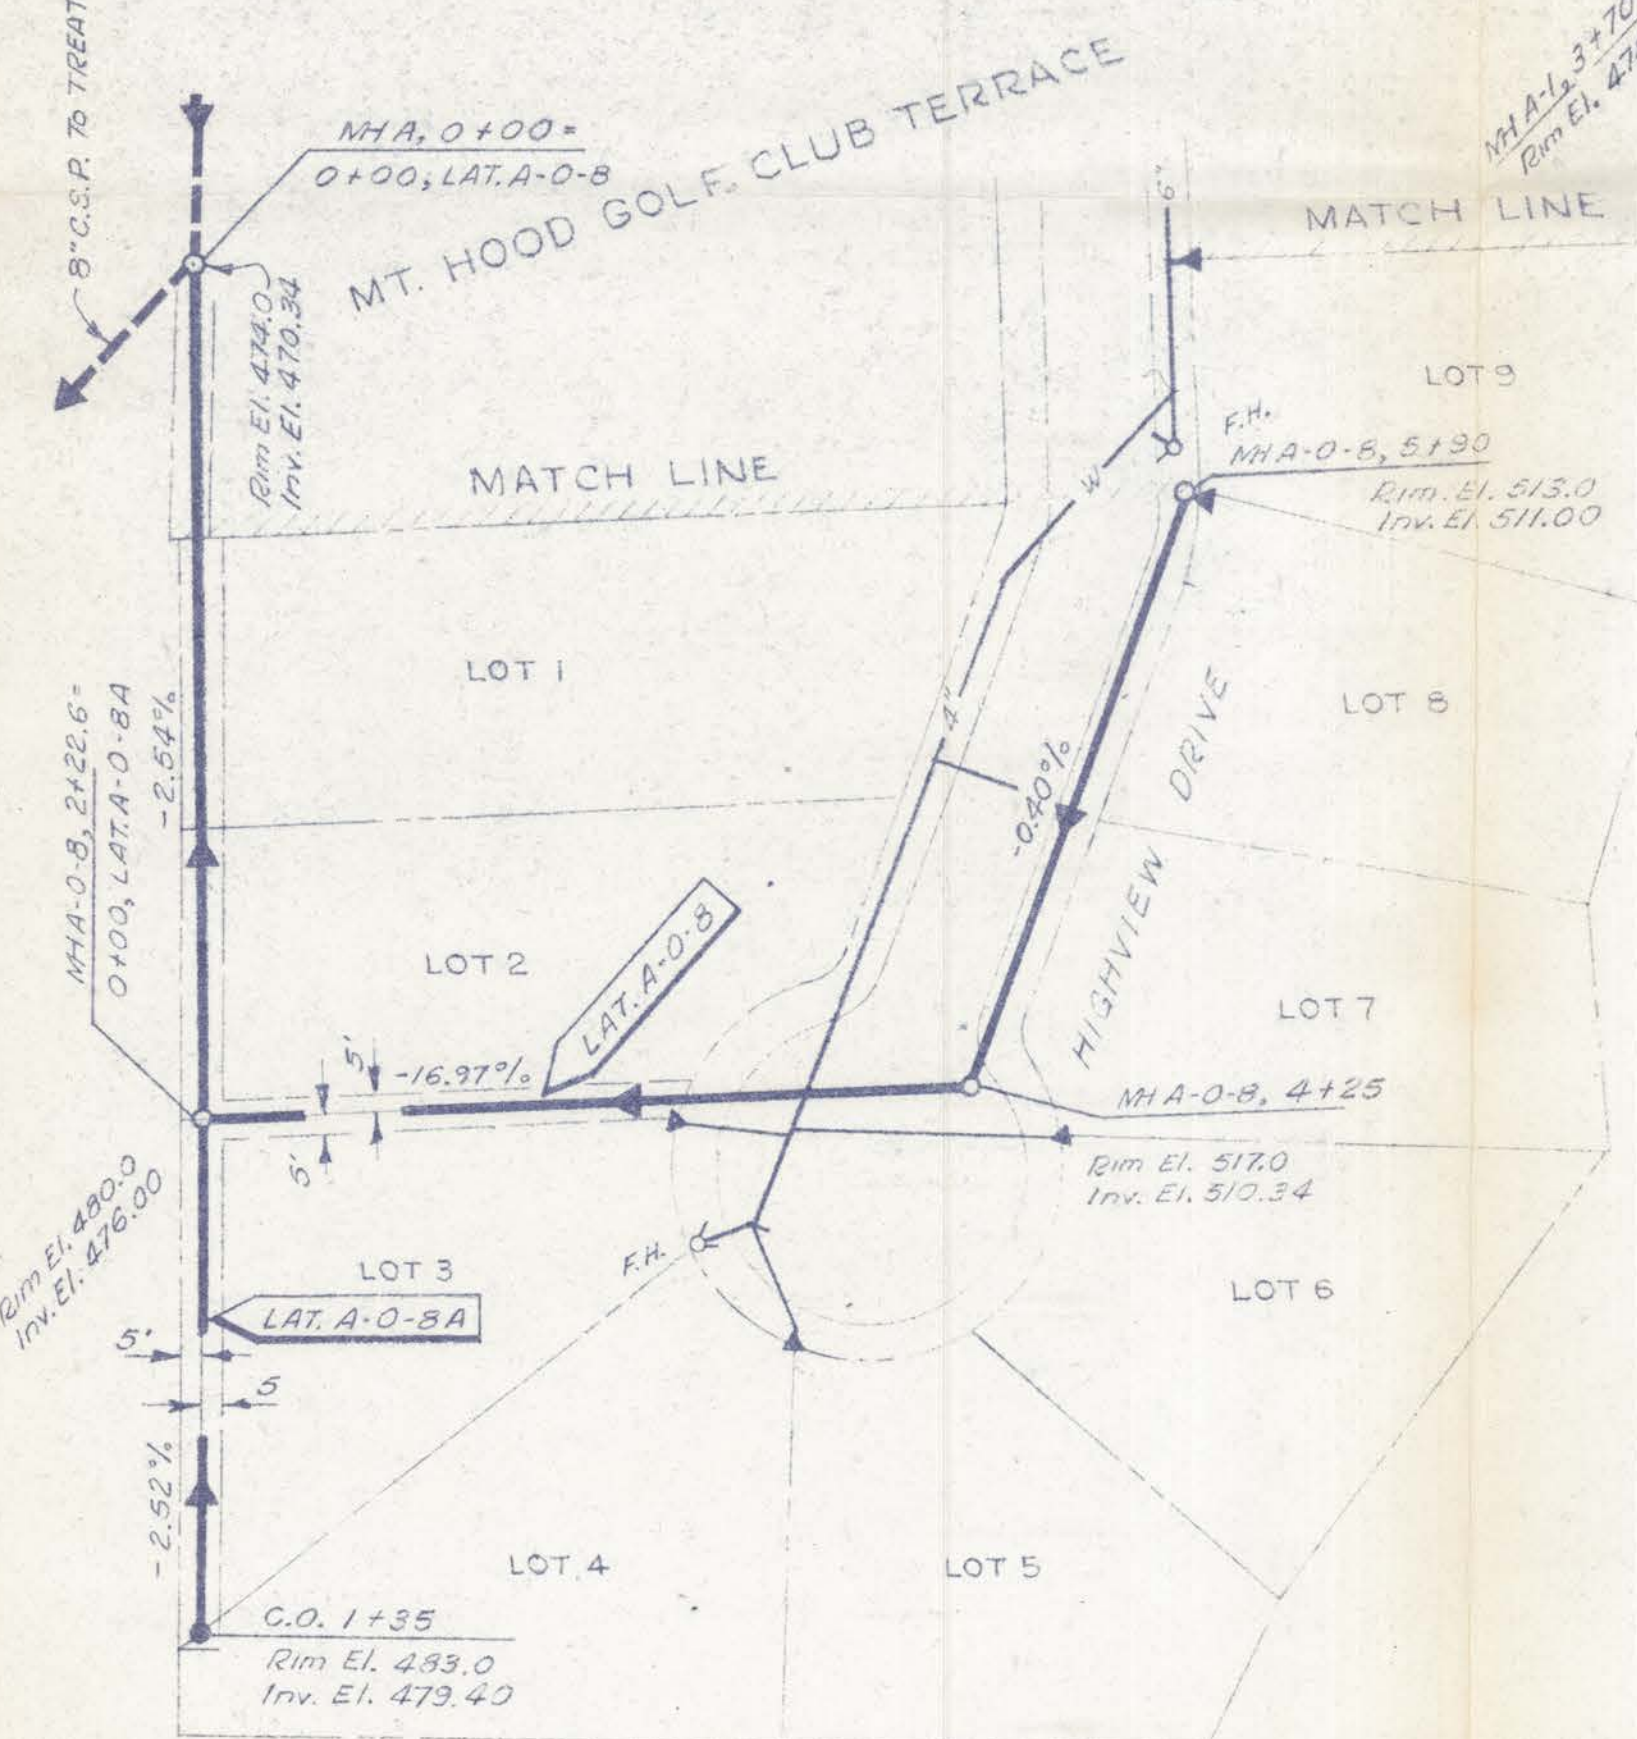 8" C.S.P. TO TREAT
MH A, 0+00=
0+00, LAT. A-0-8
MT. HOOD GOLF CLUB TERRACE
MH A-1, 3+70
Rim El. 47
MATCH LINE
6"
Rim El. 474.0
Inv. El. 470.34
LOT 9
F.H.
MH A-0-8, 5+90
Rim. El. 513.0
Inv. El. 511.00
MATCH LINE
W
LOT 1
LOT 8
4"
-0.40%
HIGHVIEW DRIVE
MH A-0-8, 2+22.6=
0+00, LAT. A-0-8A
-2.54%
LOT 2
LAT. A-0-8
LOT 7
5'
-16.97%
MH A-0-8, 4+25
5'
Rim El. 517.0
Inv. El. 510.34
Rim El. 480.0
Inv. El. 476.00
F.H.
LOT 3
LOT 6
LAT. A-0-8A
5'
5
-2.52%
LOT 4
LOT 5
C.O. 1+35
Rim El. 483.0
Inv. El. 479.40